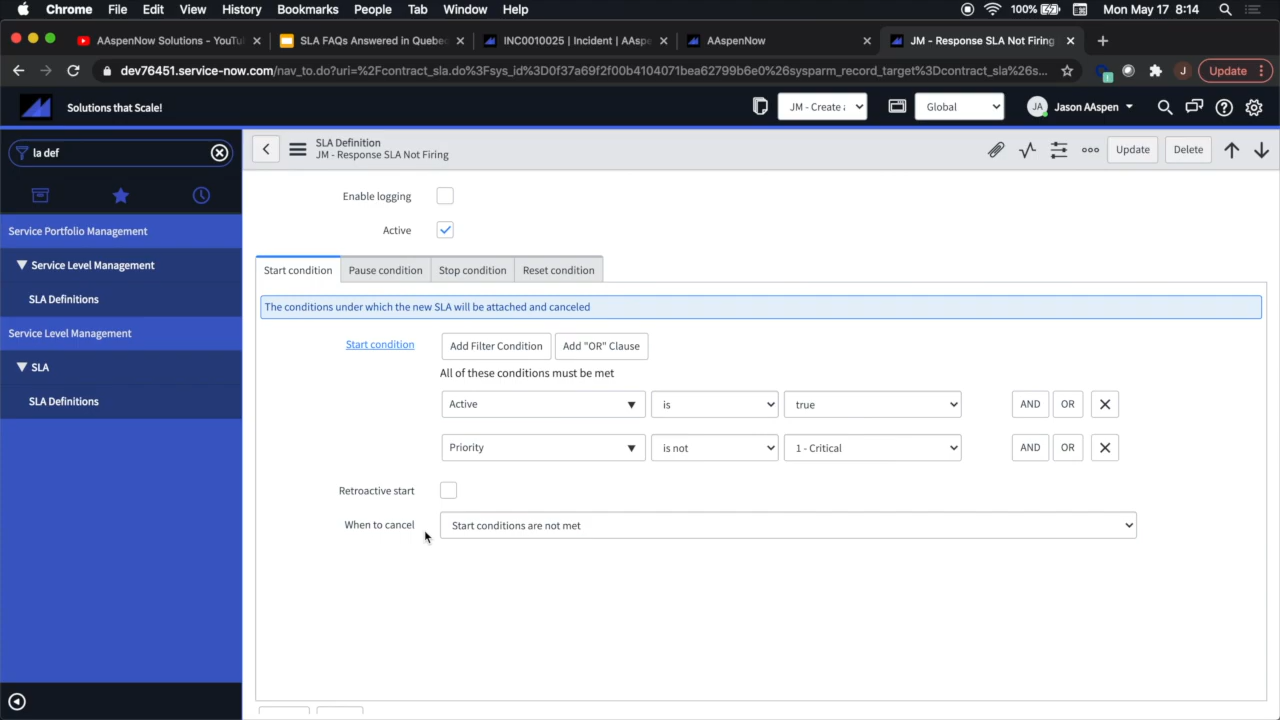 Chrome File Edit View History Bookmarks People Tab Window Help 100% Mon May 17 8:14
AAspenNow Solutions - YouTu SLA FAQs Answered in Quebe INC0010025 | Incident | AAsp AAspenNow JM - Response SLA Not Firing
dev76451.service-now.com/nav_to.do?uri=%2Fcontract_sla.do%3Fsys_id%3D0f37a69f2f00b4104071bea62799b6e0%26sysparm_record_target%3Dcontract_sla%26s... J Update
Solutions that Scale! JM - Create Global JA Jason AAspen
la def
SLA Definition
JM - Response SLA Not Firing
Update Delete
Service Portfolio Management
Service Level Management
SLA Definitions
Service Level Management
SLA
SLA Definitions
Enable logging
Active
Start condition Pause condition Stop condition Reset condition
The conditions under which the new SLA will be attached and canceled
Start condition Add Filter Condition Add "OR" Clause
All of these conditions must be met
Active is true AND OR
Priority is not 1 - Critical AND OR
Retroactive start
When to cancel Start conditions are not met